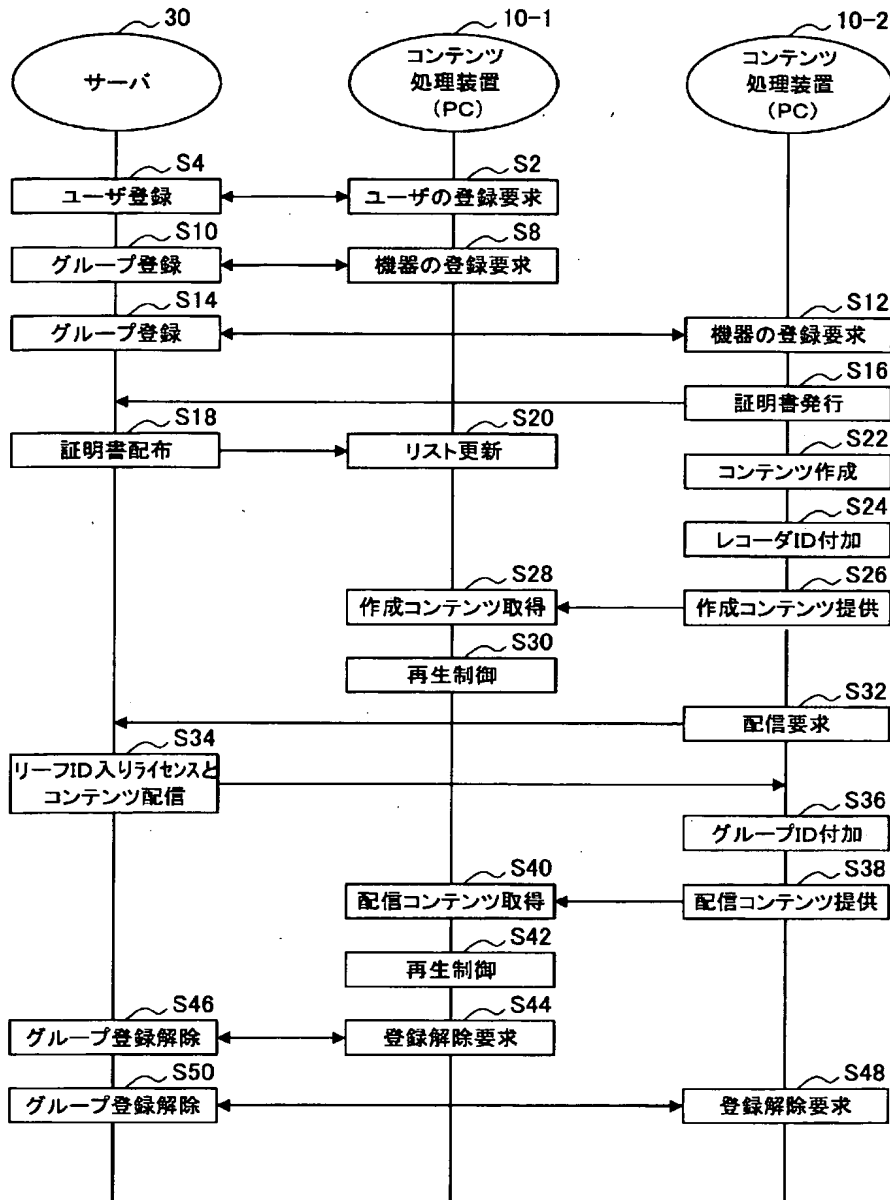 30
サーバ
10-1
コンテンツ
処理装置
(PC)
10-2
コンテンツ
処理装置
(PC)
S4
ユーザ登録
S2
ユーザの登録要求
S10
グループ登録
S8
機器の登録要求
S14
グループ登録
S12
機器の登録要求
S16
証明書発行
S18
証明書配布
S20
リスト更新
S22
コンテンツ作成
S24
レコーダID付加
S28
作成コンテンツ取得
S26
作成コンテンツ提供
S30
再生制御
S32
配信要求
S34
リーフID入りライセンスと
コンテンツ配信
S36
グループID付加
S40
配信コンテンツ取得
S38
配信コンテンツ提供
S42
再生制御
S46
グループ登録解除
S44
登録解除要求
S50
グループ登録解除
S48
登録解除要求